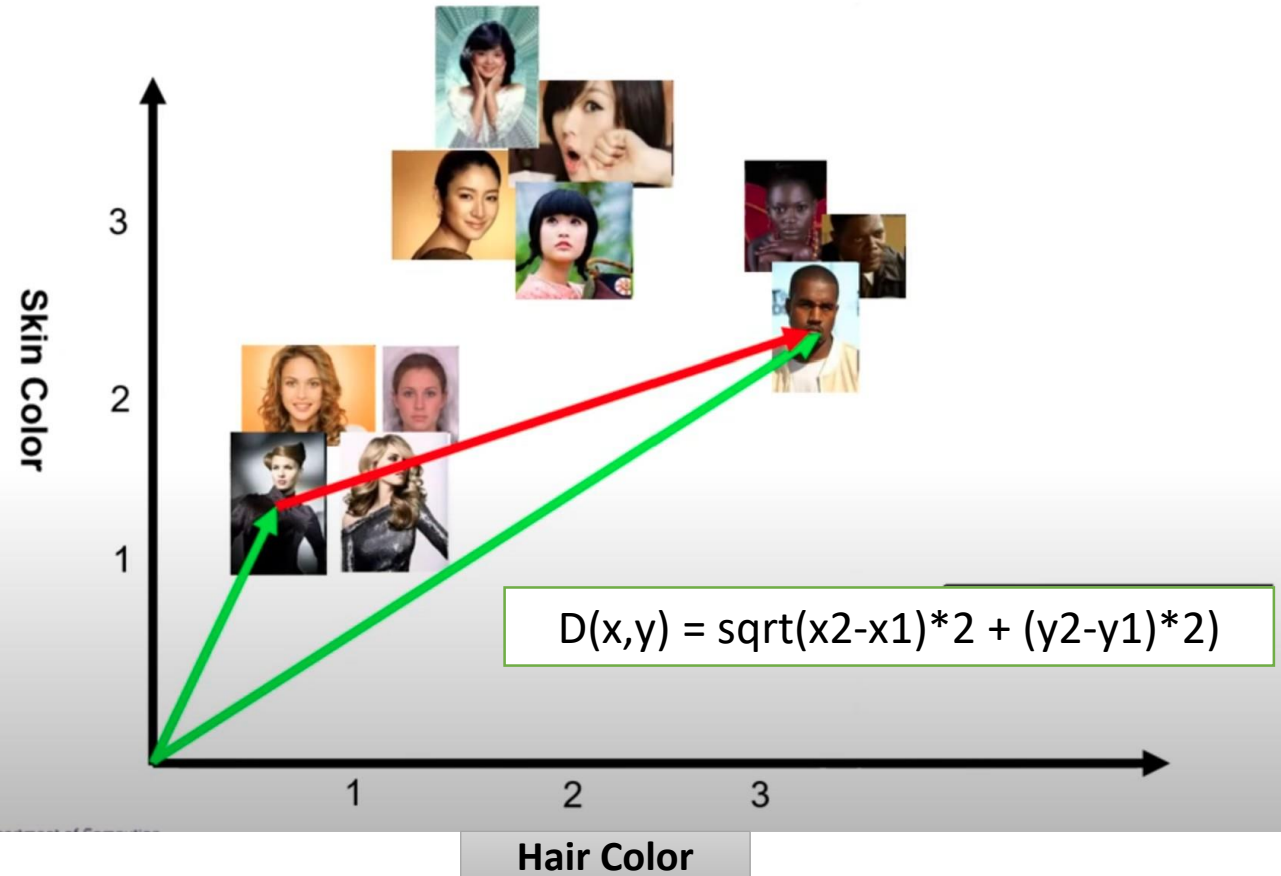 3
2
1
Skin Color
D(x,y) = sqrt(x2-x1)*2 + (y2-y1)*2)
1 2 3
Hair Color